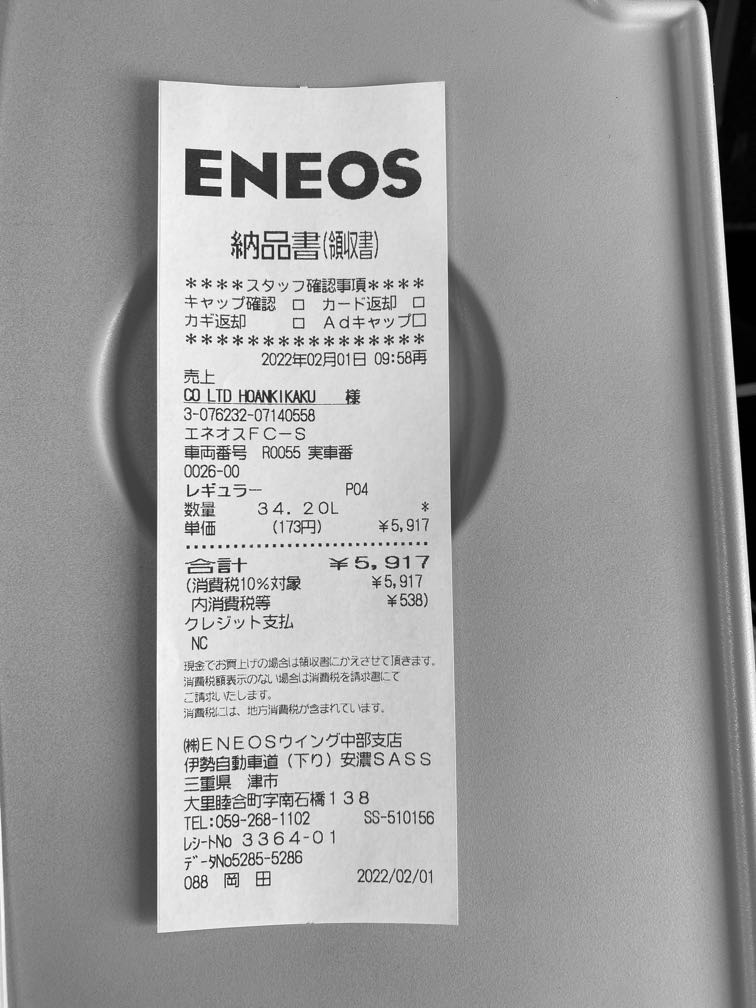 ENEOS
納品書(領収書)
****スタッフ確認事項****
キャップ確認 □ カード返却 □
カギ返却 □ Adキャップ□
****************
2022年02月01日 09:58再
売上
CO LTD HOANKIKAKU 様
3-076232-07140558
エネオスFC-S
車両番号 R0055 実車番
0026-00
レギュラー P04
数量 34.20L *
単価 (173円) ¥5,917
合計 ¥5,917
(消費税10%対象 ¥5,917
内消費税等 ¥538)
クレジット支払
NC
現金でお買上げの場合は領収書にかえさせて頂きます。
消費税額表示のない場合は消費税を請求書にて
ご請求いたします。
消費税には、地方消費税が含まれています。
㈱ENEOSウイング中部支店
伊勢自動車道(下り)安濃SASS
三重県 津市
大里睦合町字南石橋138
TEL:059-268-1102 SS-510156
レシートNo 3364-01
データNo5285-5286
088 岡 田 2022/02/01